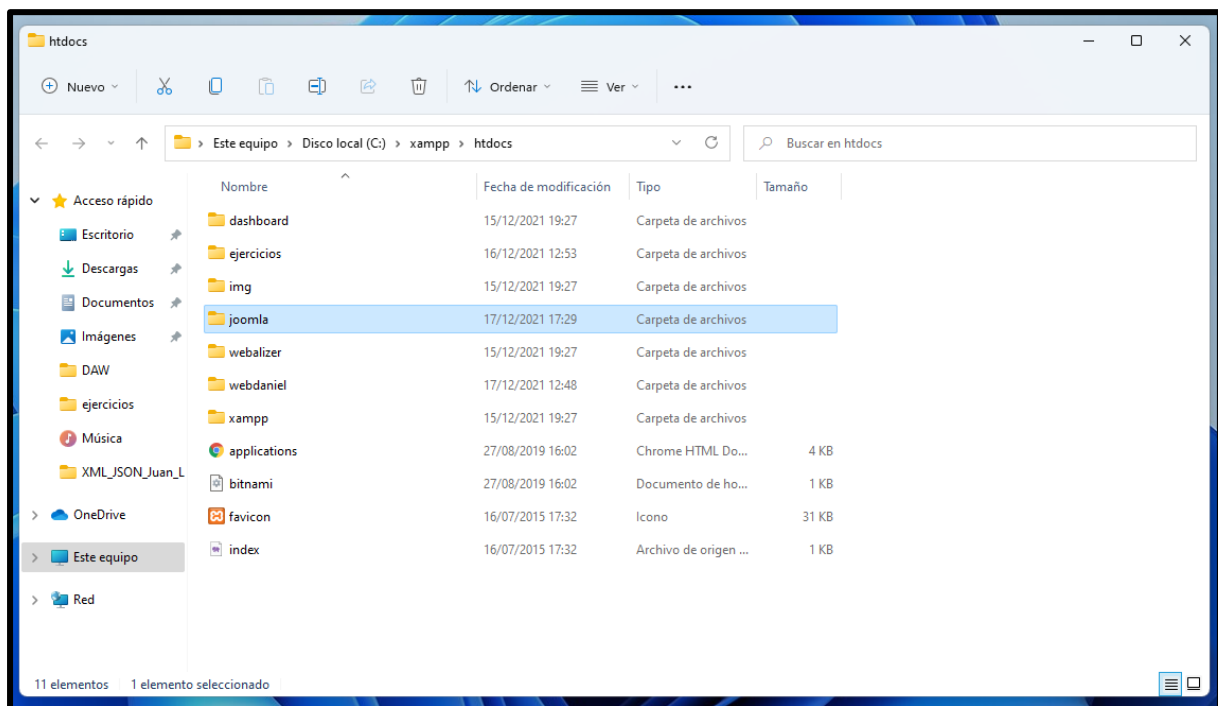 htdocs
Nuevo Ordenar Ver ...
Este equipo > Disco local (C:) > xampp > htdocs Buscar en htdocs
Nombre Fecha de modificación Tipo Tamaño
Acceso rápido
Escritorio
Descargas
Documentos
Imágenes
DAW
ejercicios
Música
XML_JSON_Juan_L
OneDrive
Este equipo
Red
dashboard 15/12/2021 19:27 Carpeta de archivos
ejercicios 16/12/2021 12:53 Carpeta de archivos
img 15/12/2021 19:27 Carpeta de archivos
joomla 17/12/2021 17:29 Carpeta de archivos
webalizer 15/12/2021 19:27 Carpeta de archivos
webdaniel 17/12/2021 12:48 Carpeta de archivos
xampp 15/12/2021 19:27 Carpeta de archivos
applications 27/08/2019 16:02 Chrome HTML Do... 4 KB
bitnami 27/08/2019 16:02 Documento de ho... 1 KB
favicon 16/07/2015 17:32 Icono 31 KB
index 16/07/2015 17:32 Archivo de origen ... 1 KB
11 elementos 1 elemento seleccionado